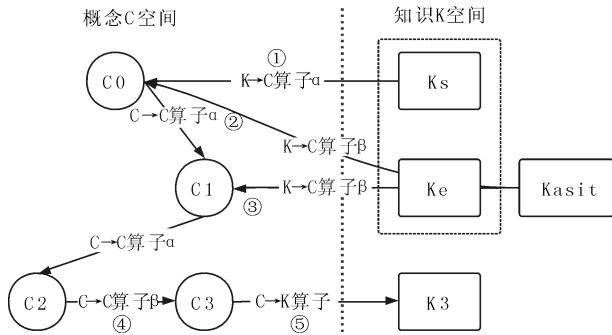 概念C空间
知识K空间
①
C0
K→C算子α
Ks
C→C算子α
②
K→C算子β
C1
K→C算子β
Ke
Kasit
③
C→C算子α
C2
C→C算子β
C3
C→K算子
K3
④
⑤